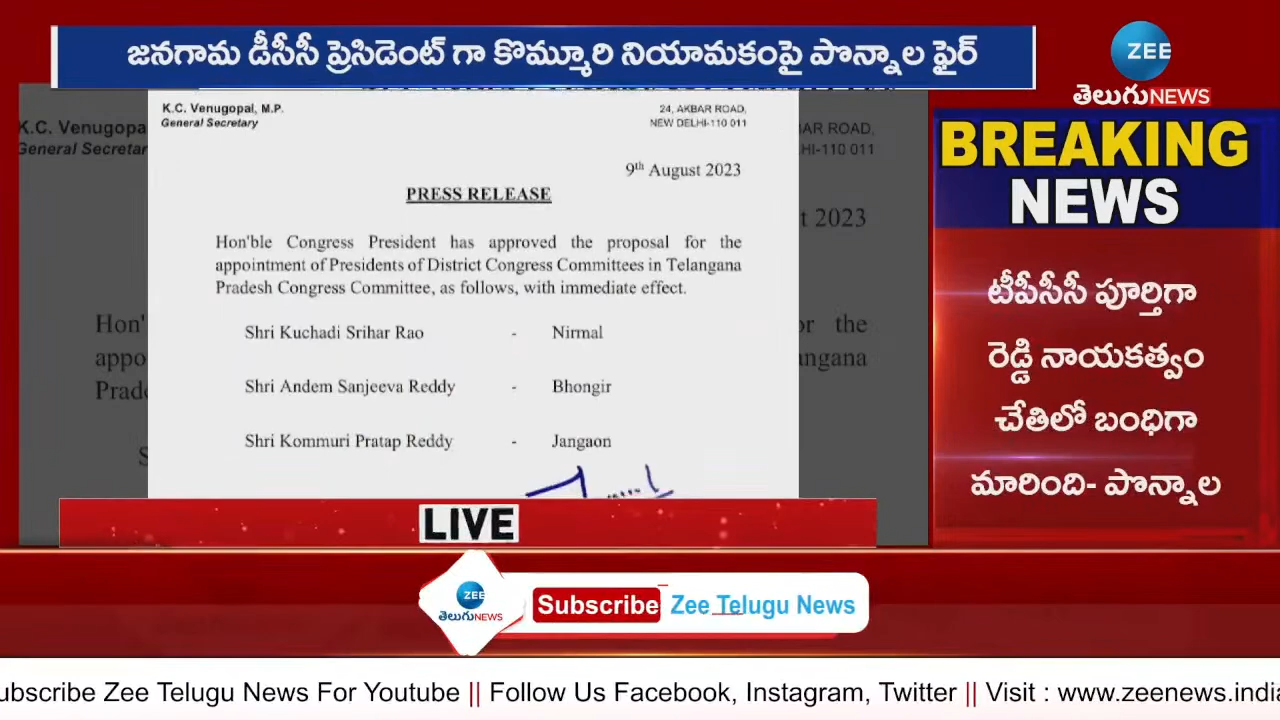 జనగామ డీసీసీ ప్రెసిడెంట్ గా కొమ్మూరి నియామకంపై పొన్నాల ఫైర్
ZEE
తెలుగు NEWS
K.C. Venugopal, M.P.
General Secretary
24, AKBAR ROAD,
NEW DELHI-110 011
9th August 2023
PRESS RELEASE
Hon'ble Congress President has approved the proposal for the
appointment of Presidents of District Congress Committees in Telangana
Pradesh Congress Committee, as follows, with immediate effect.
Shri Kuchadi Srihar Rao - Nirmal
Shri Andem Sanjeeva Reddy - Bhongir
Shri Kommuri Pratap Reddy - Jangaon
BREAKING
NEWS
టీపీసీసీ పూర్తిగా
రెడ్డి నాయకత్వం
చేతిలో బంధిగా
మారింది- పొన్నాల
LIVE
ZEE
తెలుగు NEWS
Subscribe Zee Telugu News
ubscribe Zee Telugu News For Youtube || Follow Us Facebook, Instagram, Twitter || Visit : www.zeenews.india